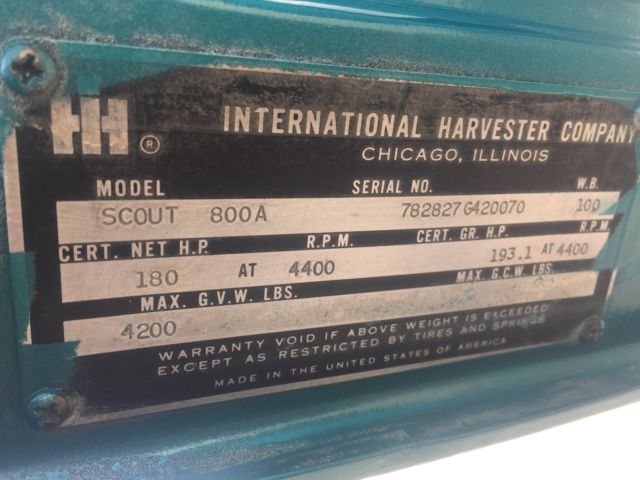 IH ® INTERNATIONAL HARVESTER COMPANY
CHICAGO, ILLINOIS
MODEL SERIAL NO. W.B.
SCOUT 800A 782827G420070 100
CERT. NET H.P. R.P.M. CERT. GR. H.P. R.P.M.
180 AT 4400 193.1 AT 4400
MAX. G.V.W. LBS. MAX. G.C.W. LBS.
4200
WARRANTY VOID IF ABOVE WEIGHT IS EXCEEDED
EXCEPT AS RESTRICTED BY TIRES AND SPRINGS
MADE IN THE UNITED STATES OF AMERICA